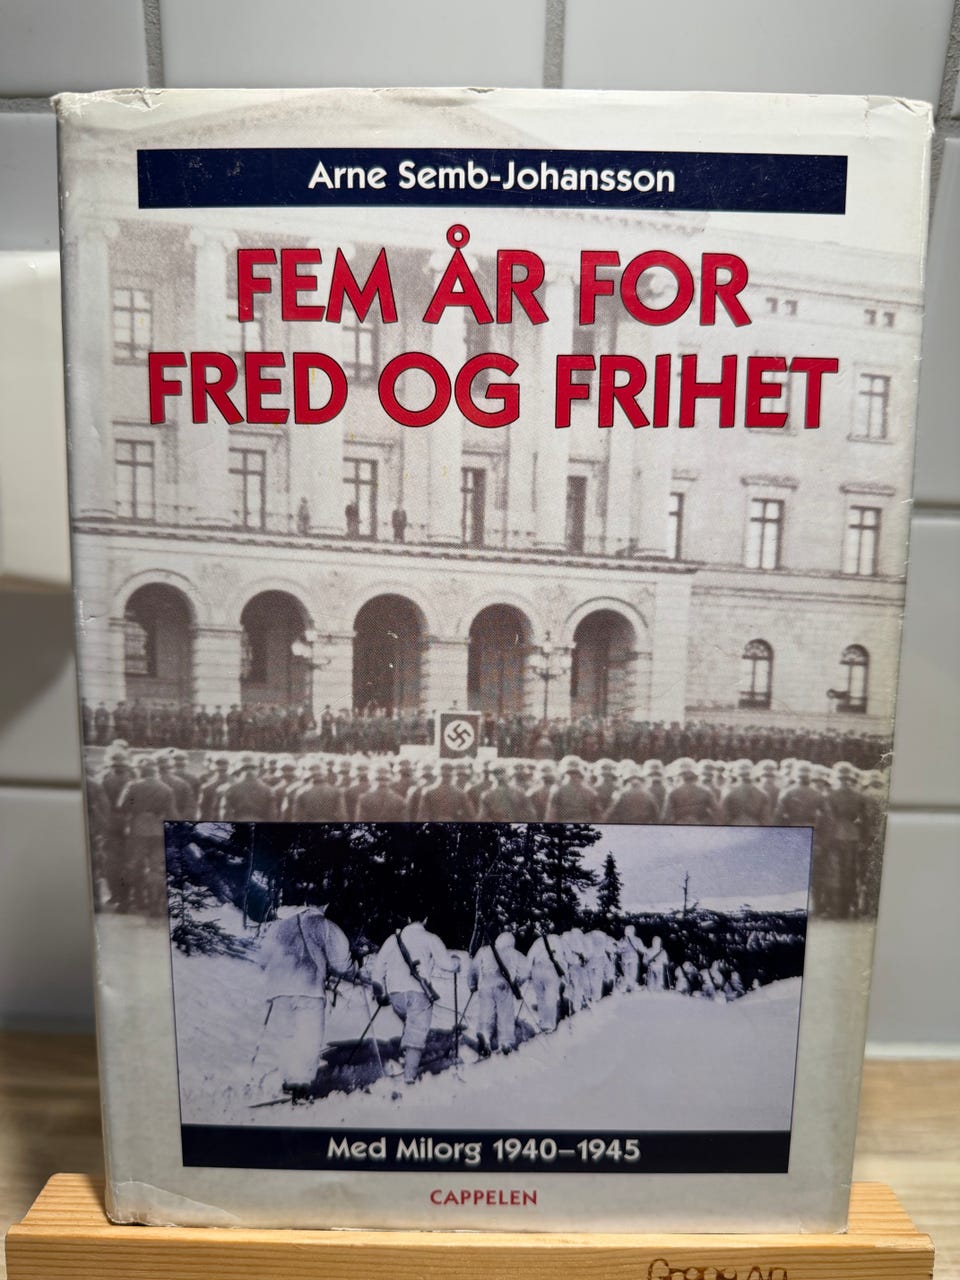 Arne Semb-Johansson
FEM ÅR FOR
FRED OG FRIHET
Med Milorg 1940–1945
CAPPELEN